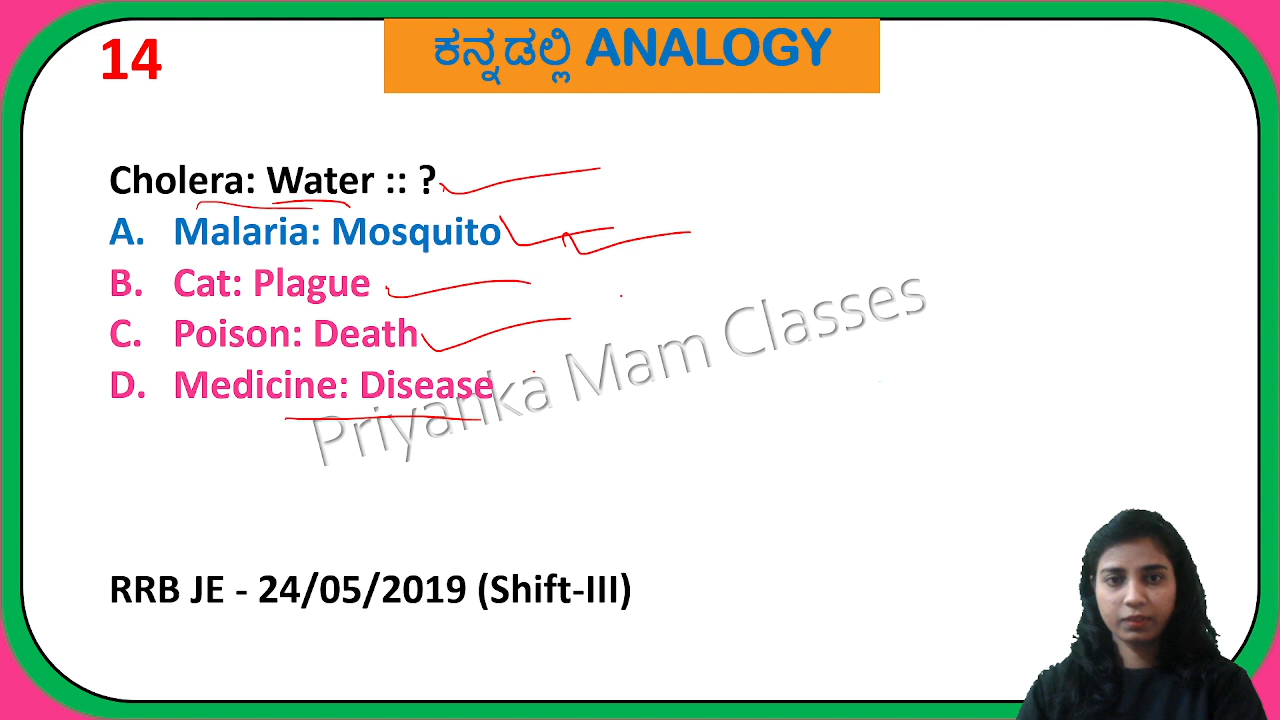 14
ಕನ್ನಡಲ್ಲಿ ANALOGY
Cholera: Water :: ?
A. Malaria: Mosquito
B. Cat: Plague
C. Poison: Death
D. Medicine: Disease
Priyanka Mam Classes
RRB JE - 24/05/2019 (Shift-III)